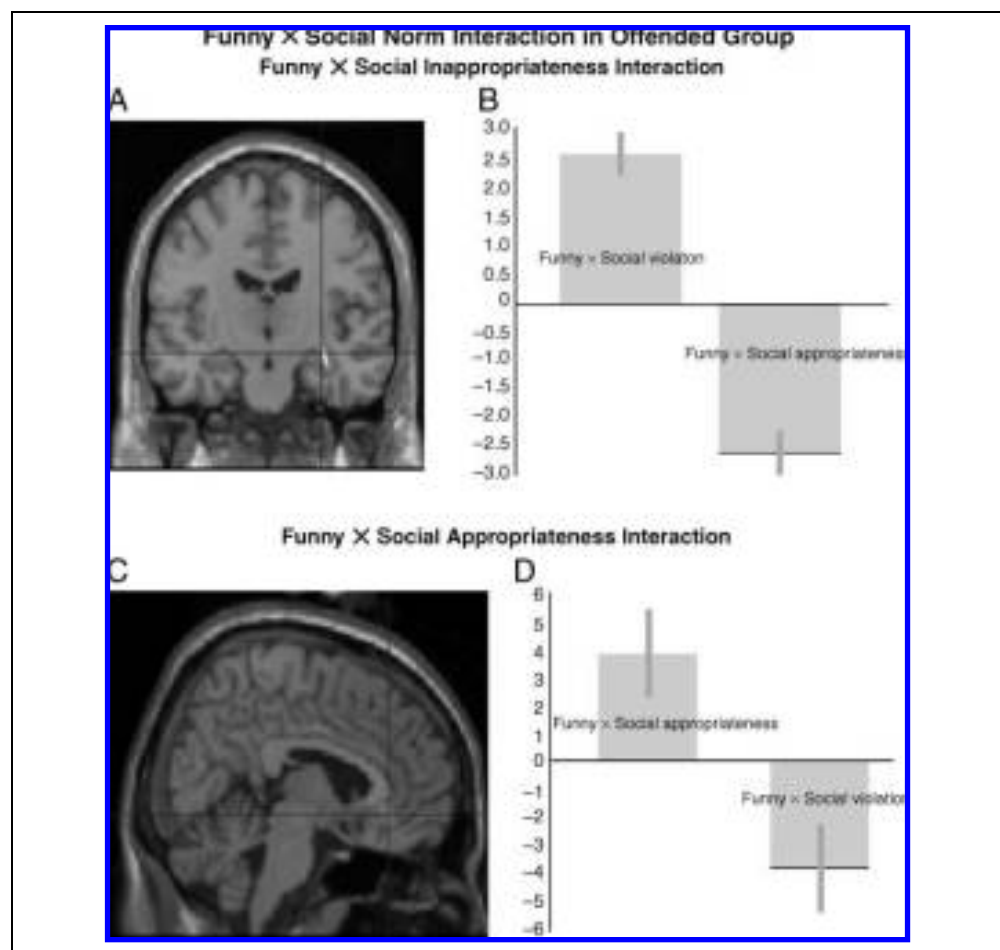 Funny × Social Norm Interaction in Offended Group
Funny × Social Inappropriateness Interaction
A
B
3.0
2.5
2.0
1.5
1.0
0.5
0
−0.5
−1.0
−1.5
−2.0
−2.5
−3.0
Funny × Social violaton
Funny × Social appropriatenes
Funny × Social Appropriateness Interaction
C
D
6
5
4
3
2
1
0
−1
−2
−3
−4
−5
−6
Funny × Social appropriateness
Funny × Social violation